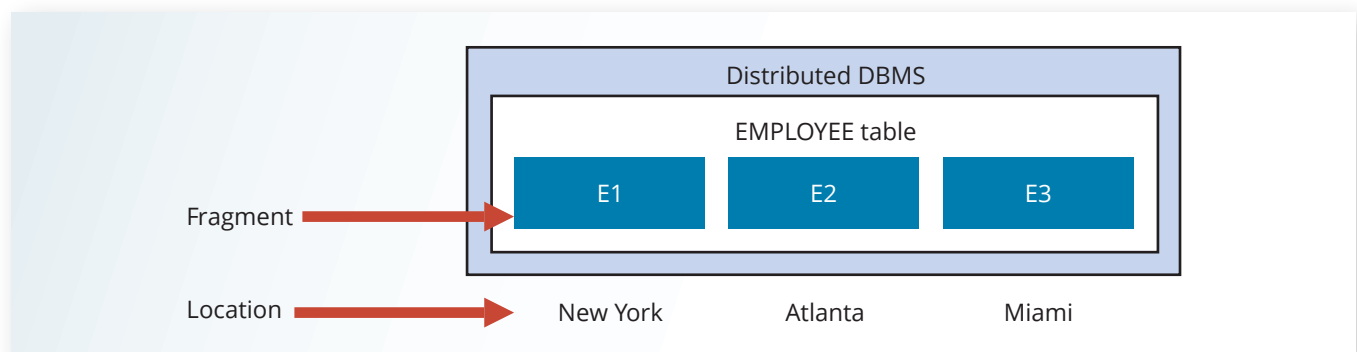 Distributed DBMS
EMPLOYEE table
E1 E2 E3
Fragment
Location New York Atlanta Miami